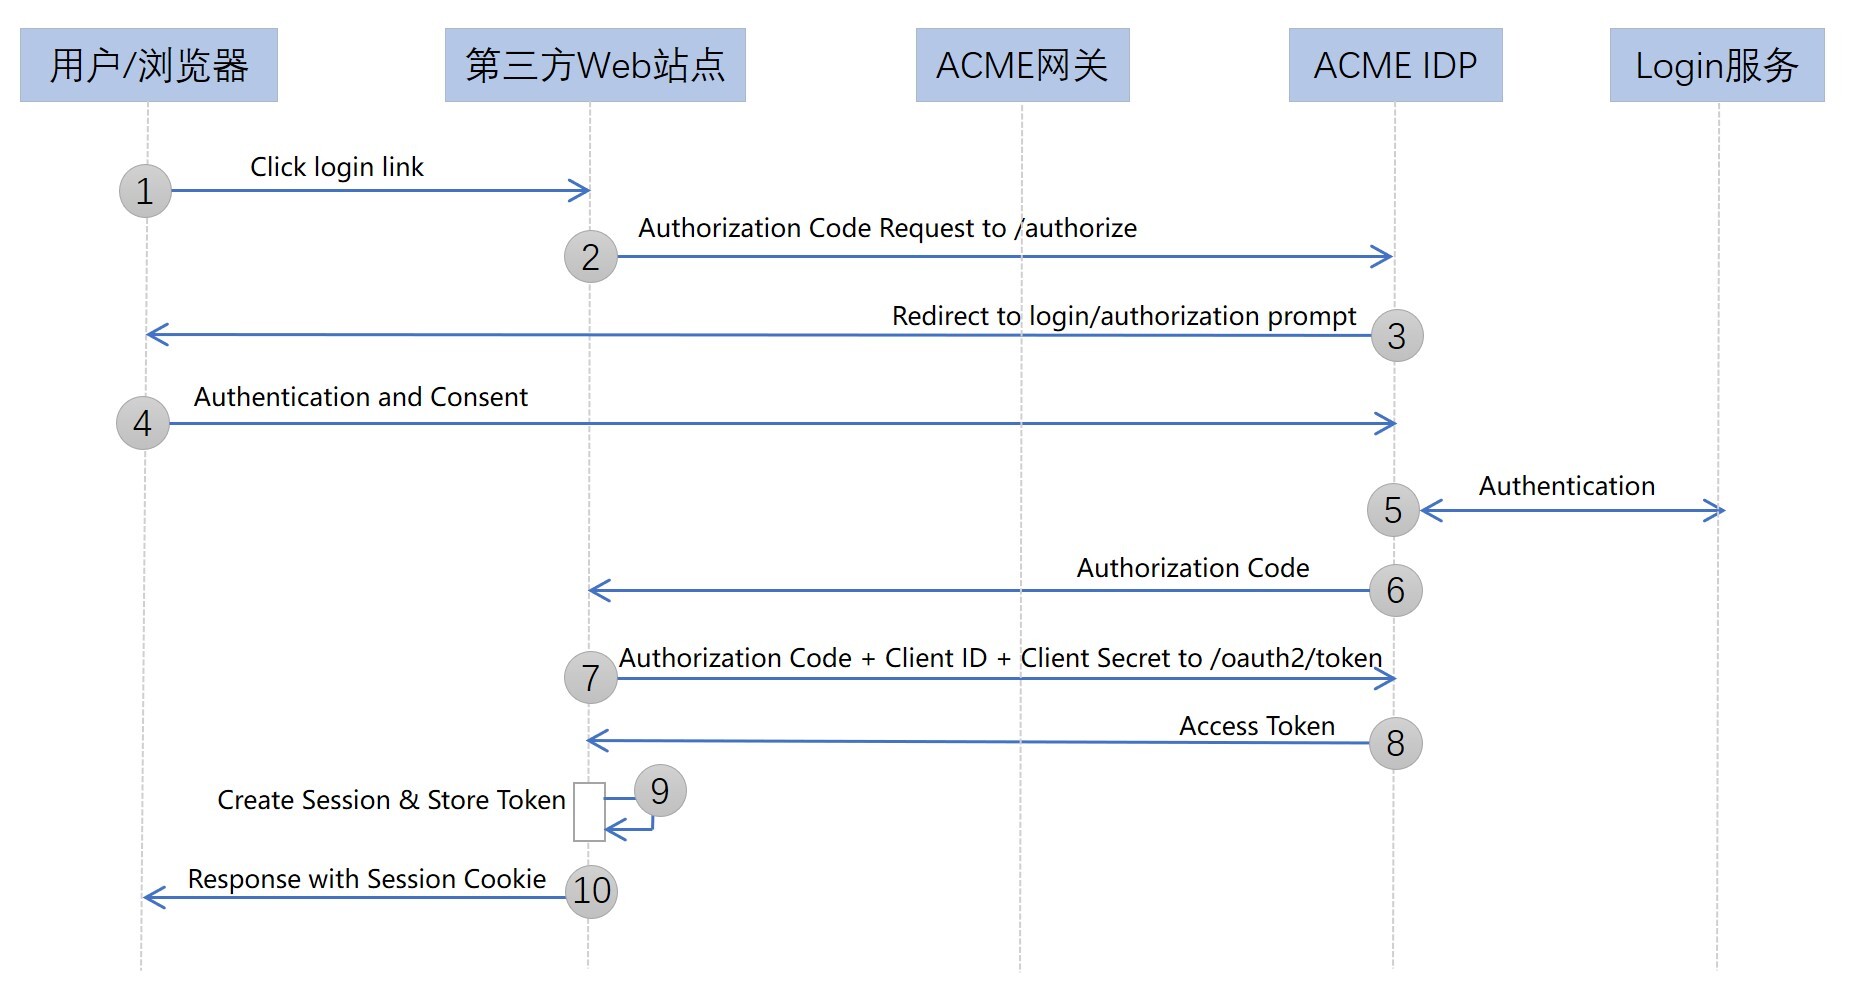 用户/浏览器
第三方Web站点
ACME网关
ACME IDP
Login服务
Click login link
1
Authorization Code Request to /authorize
2
Redirect to login/authorization prompt
3
Authentication and Consent
4
Authentication
5
Authorization Code
6
Authorization Code + Client ID + Client Secret to /oauth2/token
7
Access Token
8
Create Session & Store Token
9
Response with Session Cookie
10